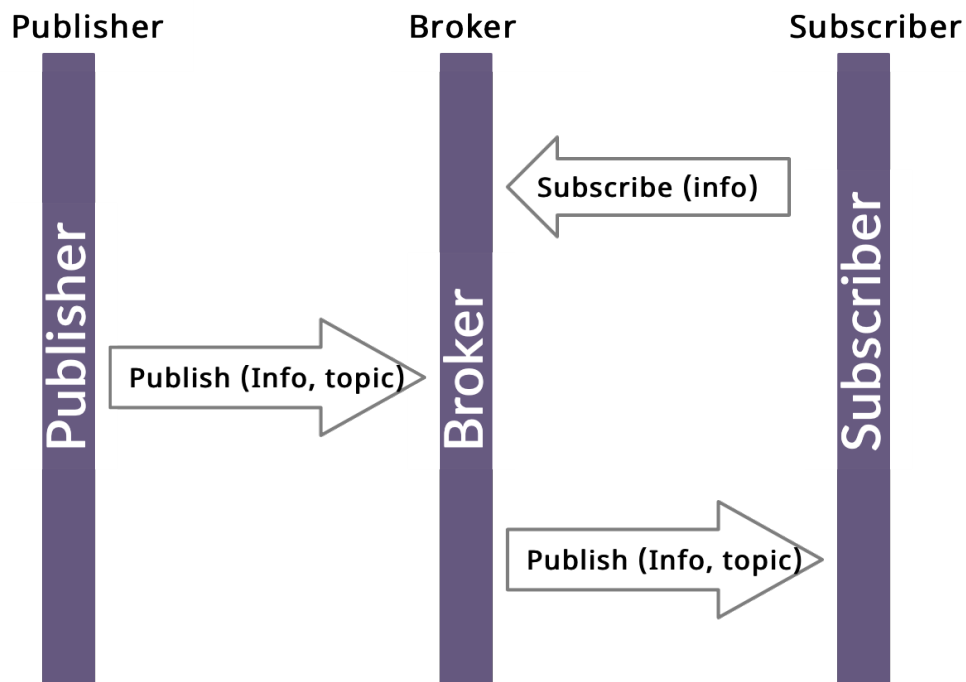 Publisher
Broker
Subscriber
Subscribe (info)
Publisher
Publish (Info, topic)
Broker
Subscriber
Publish (Info, topic)